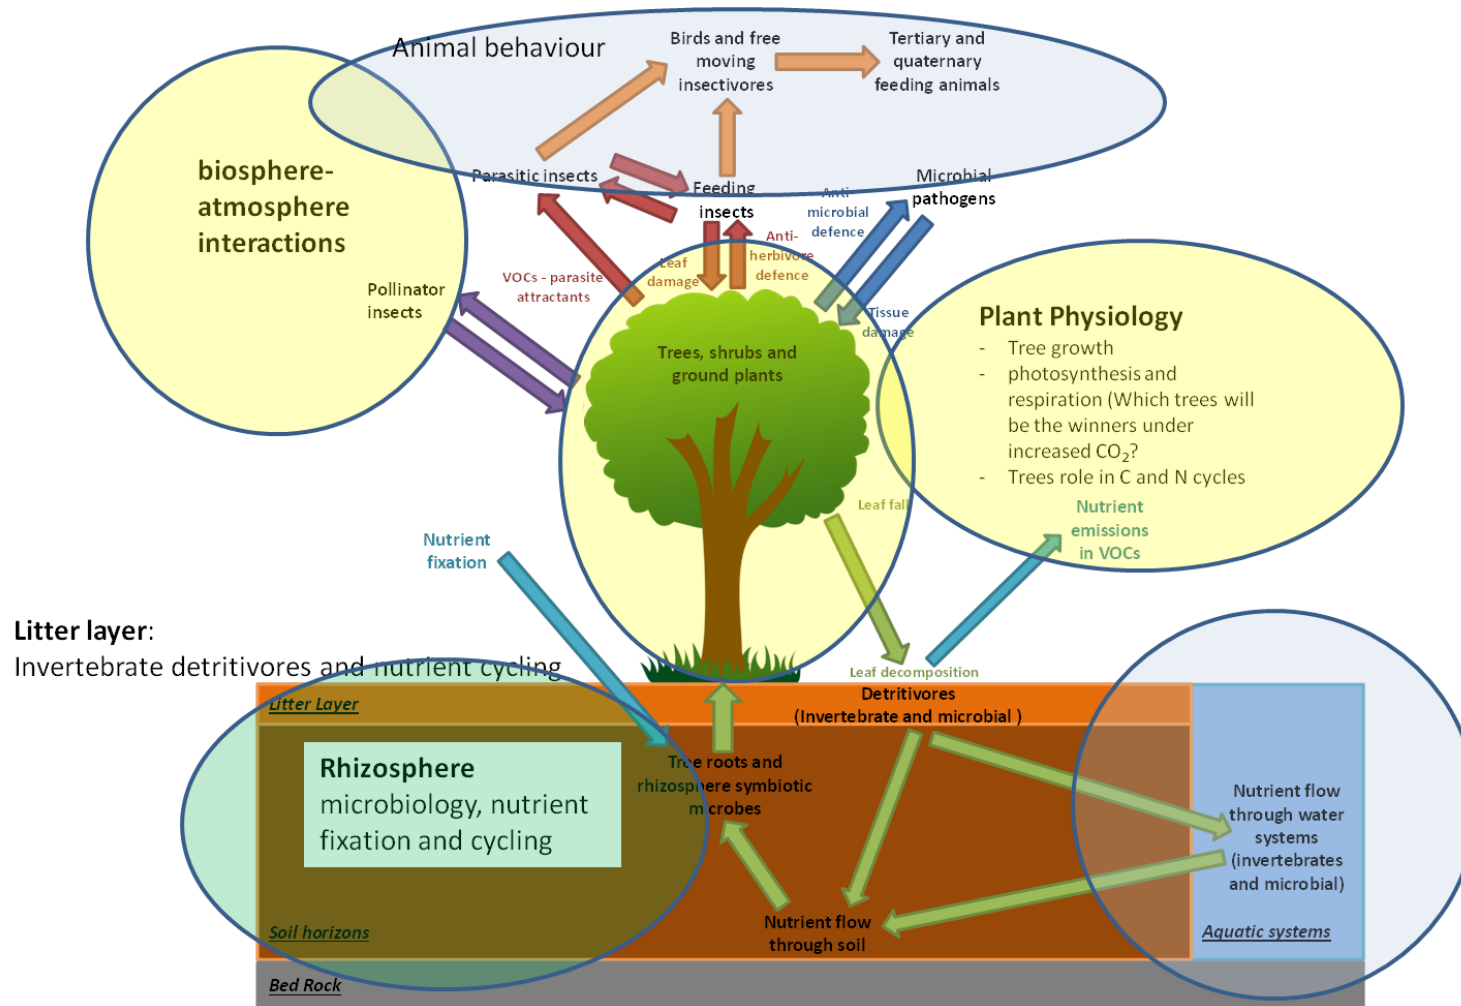 Animal behaviour
Birds and free
moving
insectivores
Tertiary and
quaternary
feeding animals
biosphere-
atmosphere
interactions
Parasitic insects
Feeding
insects
Microbial
pathogens
Anti
microbial
defence
Anti-
herbivore
defence
Leaf
damage
VOCs - parasite
attractants
Pollinator
insects
Tissue
damage
Trees, shrubs and
ground plants
Plant Physiology
- Tree growth
- photosynthesis and
respiration (Which trees will
be the winners under
increased CO₂?
- Trees role in C and N cycles
Leaf fall
Nutrient
emissions
in VOCs
Nutrient
fixation
Litter layer:
Invertebrate detritivores and nutrient cycling
Leaf decomposition
Detritivores
(Invertebrate and microbial )
Litter Layer
Rhizosphere
microbiology, nutrient
fixation and cycling
Tree roots and
rhizosphere symbiotic
microbes
Nutrient flow
through water
systems
(invertebrates
and microbial)
Nutrient flow
through soil
Soil horizons
Aquatic systems
Bed Rock